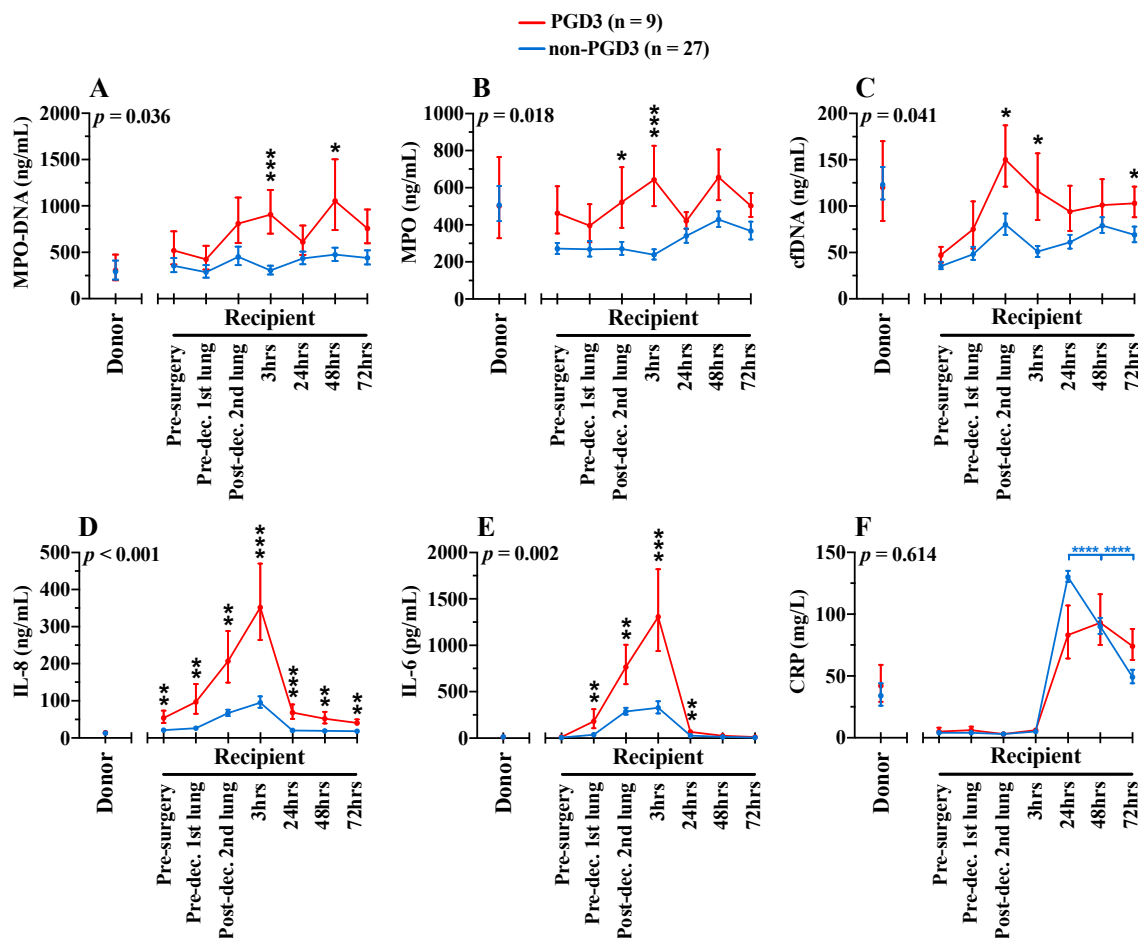 PGD3 (n = 9)
non-PGD3 (n = 27)
A
p = 0.036
MPO-DNA (ng/mL)
2000
1500
1000
500
0
***
*
Donor
Recipient
Pre-surgery
Pre-dec. 1st lung
Post-dec. 2nd lung
3hrs
24hrs
48hrs
72hrs
B
p = 0.018
MPO (ng/mL)
1000
800
600
400
200
0
*
***
Donor
Recipient
Pre-surgery
Pre-dec. 1st lung
Post-dec. 2nd lung
3hrs
24hrs
48hrs
72hrs
C
p = 0.041
cfDNA (ng/mL)
200
150
100
50
0
*
*
*
Donor
Recipient
Pre-surgery
Pre-dec. 1st lung
Post-dec. 2nd lung
3hrs
24hrs
48hrs
72hrs
D
p < 0.001
IL-8 (ng/mL)
500
400
300
200
100
0
**
**
**
***
***
**
**
Donor
Recipient
Pre-surgery
Pre-dec. 1st lung
Post-dec. 2nd lung
3hrs
24hrs
48hrs
72hrs
E
p = 0.002
IL-6 (pg/mL)
2000
1500
1000
500
0
**
**
***
**
Donor
Recipient
Pre-surgery
Pre-dec. 1st lung
Post-dec. 2nd lung
3hrs
24hrs
48hrs
72hrs
F
p = 0.614
CRP (mg/L)
150
100
50
0
**** ****
Donor
Recipient
Pre-surgery
Pre-dec. 1st lung
Post-dec. 2nd lung
3hrs
24hrs
48hrs
72hrs